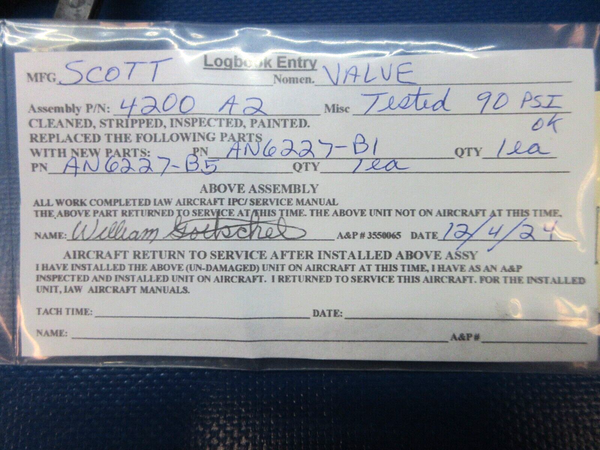 Logbook Entry
MFG. SCOTT Nomen. VALVE
Assembly P/N: 4200 A2 Misc Tested 90 PSI
CLEANED, STRIPPED, INSPECTED, PAINTED. OK
REPLACED THE FOLLOWING PARTS
WITH NEW PARTS: PN AN6227-B1 QTY 1ea
PN AN6227-B5 QTY 1ea
ABOVE ASSEMBLY
ALL WORK COMPLETED IAW AIRCRAFT IPC/ SERVICE MANUAL
THE ABOVE PART RETURNED TO SERVICE AT THIS TIME. THE ABOVE UNIT NOT ON AIRCRAFT AT THIS TIME.
NAME: William Gottschel A&P# 3550065 DATE 12/4/24
AIRCRAFT RETURN TO SERVICE AFTER INSTALLED ABOVE ASSY
I HAVE INSTALLED THE ABOVE (UN-DAMAGED) UNIT ON AIRCRAFT AT THIS TIME, I HAVE AS AN A&P
INSPECTED AND INSTALLED UNIT ON AIRCRAFT. I RETURNED TO SERVICE THIS AIRCRAFT. FOR THE INSTALLED
UNIT, IAW AIRCRAFT MANUALS.
TACH TIME: DATE:
NAME: A&P #